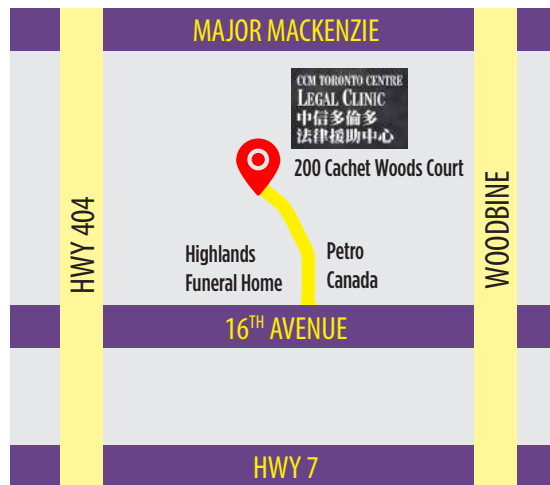 MAJOR MACKENZIE
CCM TORONTO CENTRE
LEGAL CLINIC
中信多倫多
法律援助中心
200 Cachet Woods Court
HWY 404
WOODBINE
Highlands
Funeral Home
Petro
Canada
16TH AVENUE
HWY 7